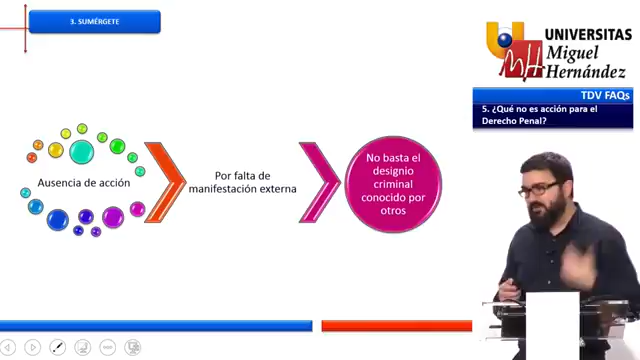 3. SUMÉRGETE
UNIVERSITAS
Miguel
Hernández
TDV FAQs
5. ¿Qué no es acción para el
Derecho Penal?
Ausencia de acción
Por falta de
manifestación externa
No basta el
designio
criminal
conocido por
otros